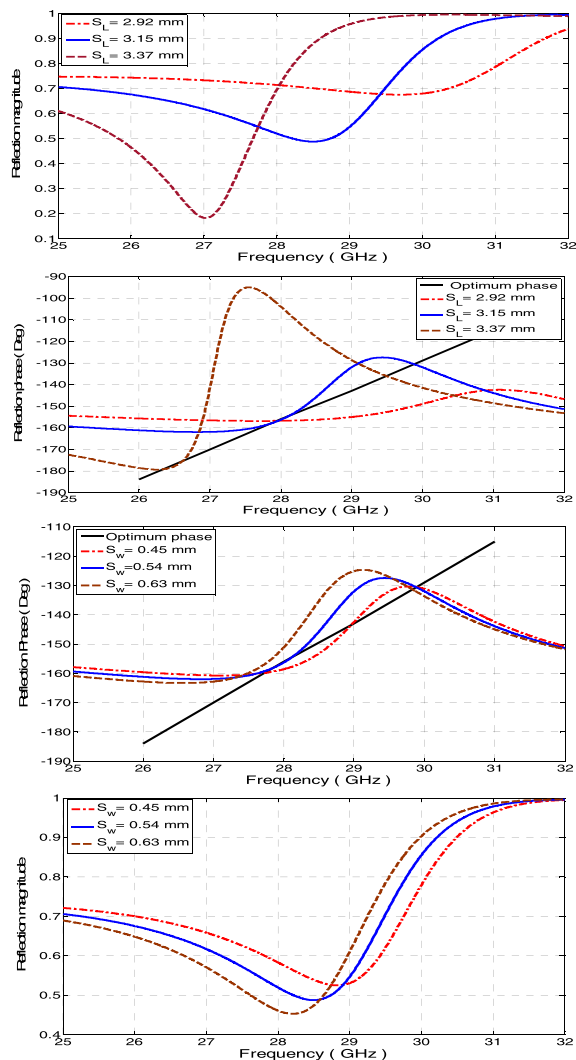 1
0.9
0.8
0.7
0.6
0.5
0.4
0.3
0.2
0.1
Reflection magnitude
S_L= 2.92 mm
S_L= 3.15 mm
S_L= 3.37 mm
25 26 27 28 29 30 31 32
Frequency ( GHz )
-90
-100
-110
-120
-130
-140
-150
-160
-170
-180
-190
Reflection phase ( Deg)
Optimum phase
S_L= 2.92 mm
S_L= 3.15 mm
S_L= 3.37 mm
25 26 27 28 29 30 31 32
Frequency ( GHz )
-110
-120
-130
-140
-150
-160
-170
-180
-190
Reflection Phase ( Deg)
Optimum phase
S_w= 0.45 mm
S_w=0.54 mm
S_w= 0.63 mm
25 26 27 28 29 30 31 32
Frequency ( GHz )
1
0.9
0.8
0.7
0.6
0.5
0.4
Reflection magnitude
S_w= 0.45 mm
S_w= 0.54 mm
S_w= 0.63 mm
25 26 27 28 29 30 31 32
Frequency ( GHz )